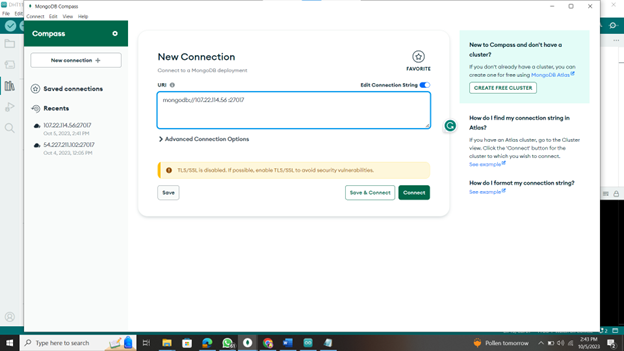 MongoDB Compass
Connect Edit View Help
Compass
New connection +
Saved connections
Recents
107.22.114.56:27017
Oct 5, 2023, 2:41 PM
54.227.211.102:27017
Oct 4, 2023, 12:05 PM
New Connection
Connect to a MongoDB deployment
FAVORITE
URI
Edit Connection String
mongodb://107.22.114.56:27017
Advanced Connection Options
TLS/SSL is disabled. If possible, enable TLS/SSL to avoid security vulnerabilities.
Save
Save & Connect
Connect
New to Compass and don't have a
cluster?
If you don't already have a cluster, you can
create one for free using MongoDB Atlas
CREATE FREE CLUSTER
How do I find my connection string in
Atlas?
If you have an Atlas cluster, go to the Cluster
view. Click the 'Connect' button for the
cluster to which you wish to connect.
See example
How do I format my connection string?
See example
Type here to search
Pollen tomorrow
2:43 PM
10/5/2023